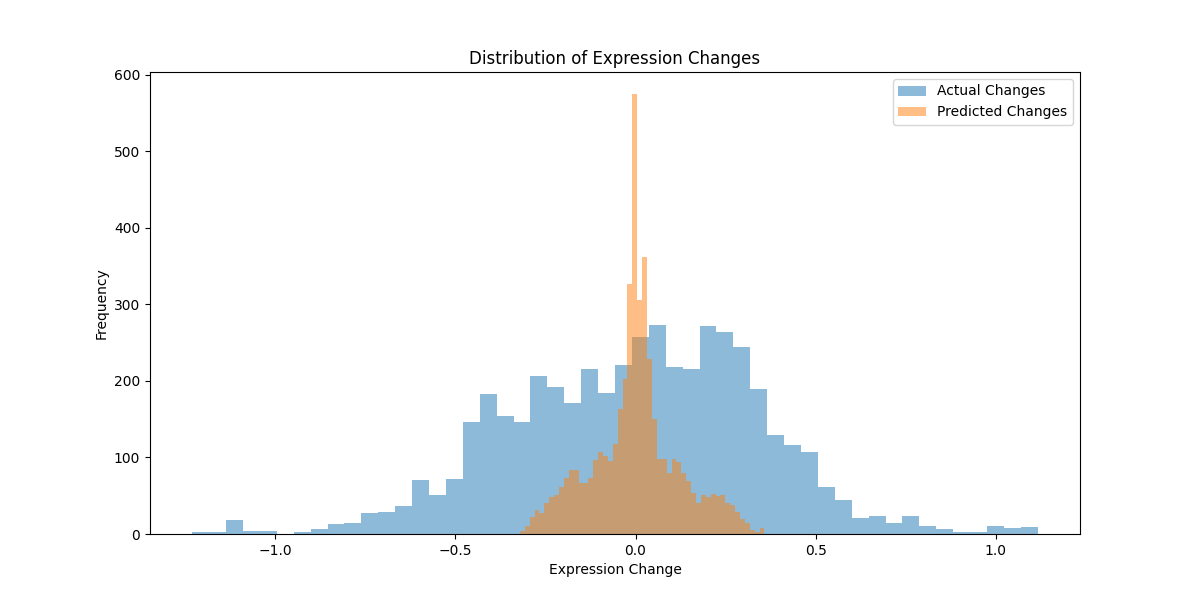 Distribution of Expression Changes
Actual Changes
Predicted Changes
Frequency
600
500
400
300
200
100
0
−1.0 −0.5 0.0 0.5 1.0
Expression Change